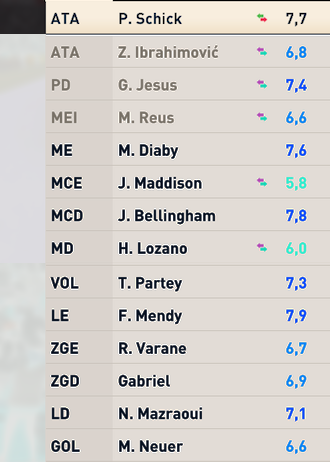 ATA P. Schick 7,7
ATA Z. Ibrahimović 6,8
PD G. Jesus 7,4
MEI M. Reus 6,6
ME M. Diaby 7,6
MCE J. Maddison 5,8
MCD J. Bellingham 7,8
MD H. Lozano 6,0
VOL T. Partey 7,3
LE F. Mendy 7,9
ZGE R. Varane 6,7
ZGD Gabriel 6,9
LD N. Mazraoui 7,1
GOL M. Neuer 6,6